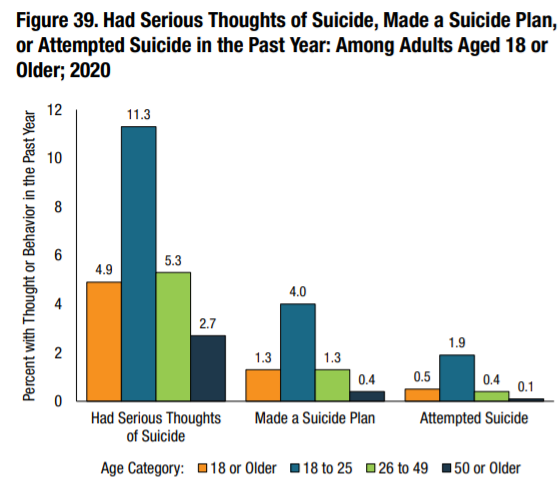 Figure 39. Had Serious Thoughts of Suicide, Made a Suicide Plan,
or Attempted Suicide in the Past Year: Among Adults Aged 18 or
Older; 2020
Percent with Thought or Behavior in the Past Year
12
10
8
6
4
2
0
4.9
11.3
5.3
2.7
1.3
4.0
1.3
0.4
0.5
1.9
0.4
0.1
Had Serious Thoughts
of Suicide
Made a Suicide Plan
Attempted Suicide
Age Category: 18 or Older 18 to 25 26 to 49 50 or Older